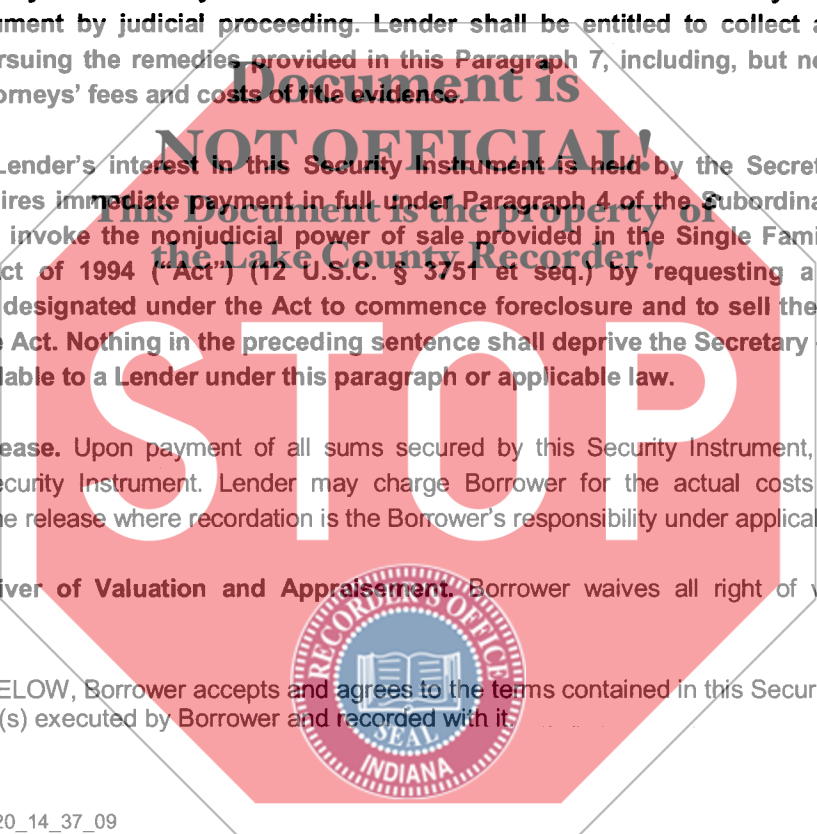 ument by judicial proceeding. Lender shall be entitled to collect a
rsuing the remedies provided in this Paragraph 7, including, but no
orneys' fees and costs of title evidence.
Document is
NOT OFFICIAL!
This Document is the property of
the Lake County Recorder!
Lender's interest in this Security Instrument is held by the Secret
ires immediate payment in full under Paragraph 4 of the Subordina
invoke the nonjudicial power of sale provided in the Single Fami
ct of 1994 ("Act") (12 U.S.C. § 3751 et seq.) by requesting a
designated under the Act to commence foreclosure and to sell the
e Act. Nothing in the preceding sentence shall deprive the Secretary
lable to a Lender under this paragraph or applicable law.
STOP
ease. Upon payment of all sums secured by this Security Instrument,
ecurity Instrument. Lender may charge Borrower for the actual costs
ne release where recordation is the Borrower's responsibility under applical
iver of Valuation and Appraisement. Borrower waives all right of v
RECORDER'S OFFICE
SEAL
INDIANA
ELOW, Borrower accepts and agrees to the terms contained in this Secur
(s) executed by Borrower and recorded with it.
20_14_37_09